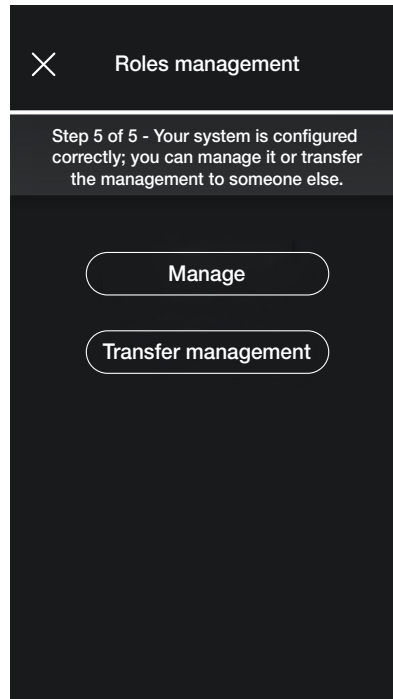 Roles management
Step 5 of 5 - Your system is configured
correctly; you can manage it or transfer
the management to someone else.
Manage
Transfer management